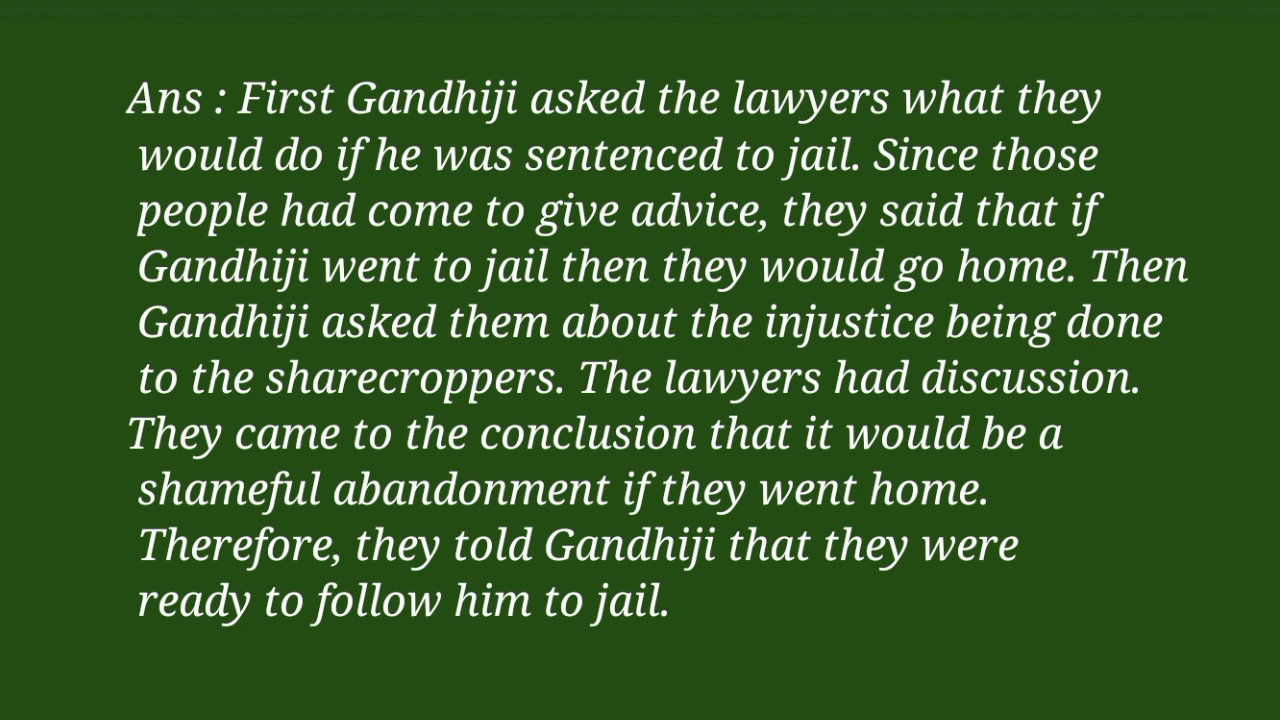 Ans : First Gandhiji asked the lawyers what they
would do if he was sentenced to jail. Since those
people had come to give advice, they said that if
Gandhiji went to jail then they would go home. Then
Gandhiji asked them about the injustice being done
to the sharecroppers. The lawyers had discussion.
They came to the conclusion that it would be a
shameful abandonment if they went home.
Therefore, they told Gandhiji that they were
ready to follow him to jail.